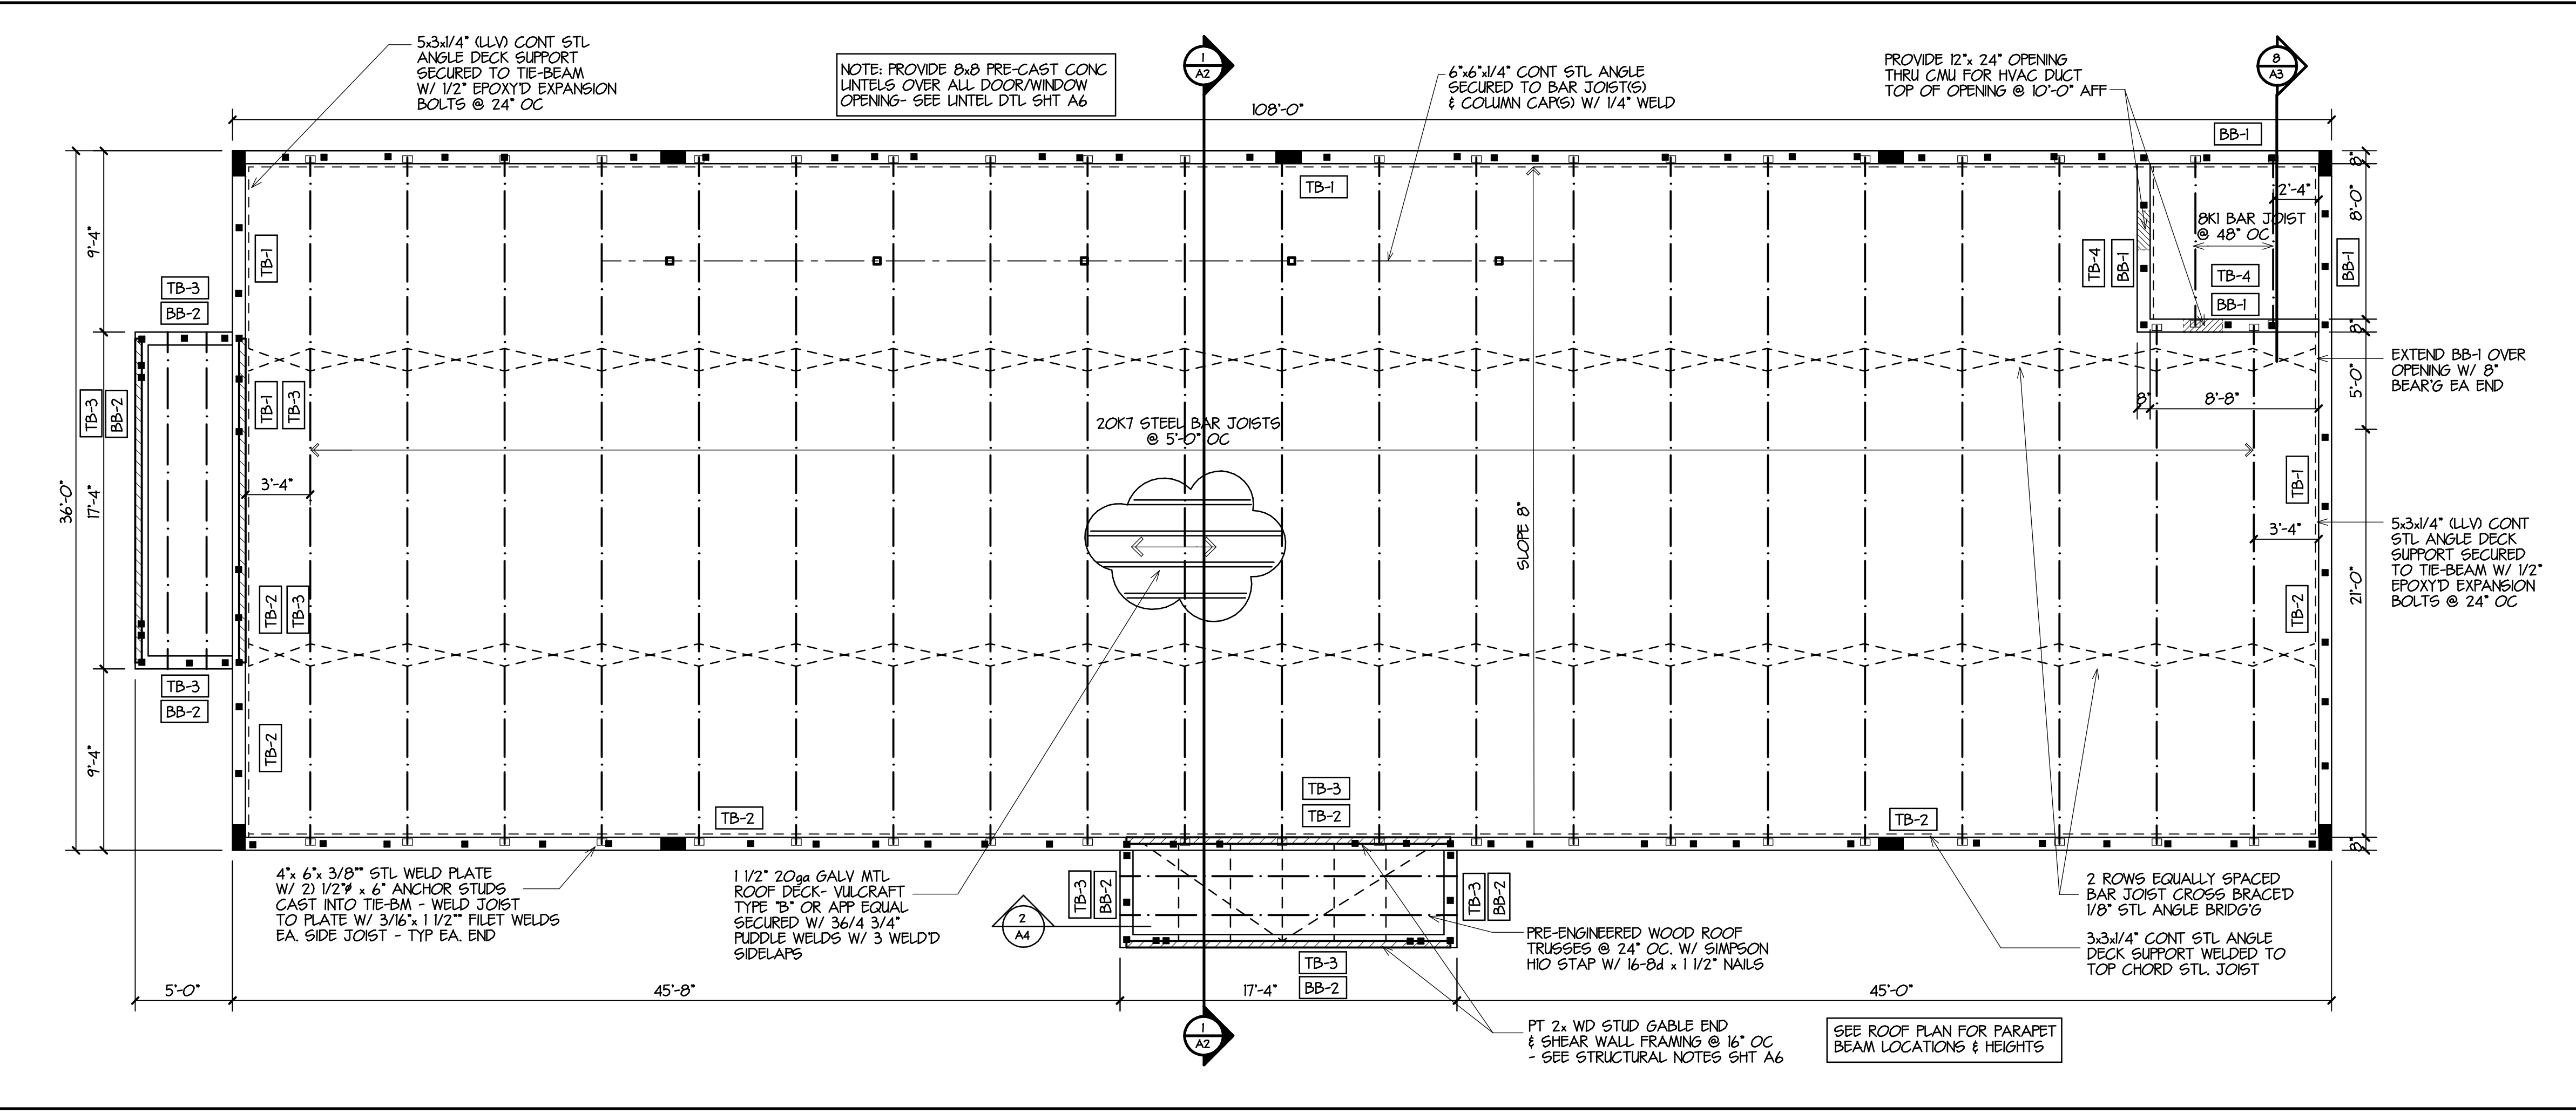 5x3x1/4" (LLV) CONT STL
ANGLE DECK SUPPORT
SECURED TO TIE-BEAM
W/ 1/2" EPOXY'D EXPANSION
BOLTS @ 24" OC
NOTE: PROVIDE 8x8 PRE-CAST CONC
LINTELS OVER ALL DOOR/WINDOW
OPENING- SEE LINTEL DTL SHT A6
1
A2
6"x6"x1/4" CONT STL ANGLE
SECURED TO BAR JOIST(S)
& COLUMN CAP(S) W/ 1/4" WELD
PROVIDE 12"x 24" OPENING
THRU CMU FOR HVAC DUCT
TOP OF OPENING @ 10'-0" AFF
8
A3
108'-0"
BB-1
8"
8'-0"
8"
5'-0"
21'-0"
8"
9'-4"
17'-4"
9'-4"
36'-0"
TB-1
TB-1
2'-4"
8K1 BAR JOIST
@ 48" OC
TB-4
BB-1
TB-4
BB-1
BB-1
TB-3
BB-2
TB-3
BB-2
TB-1
TB-3
EXTEND BB-1 OVER
OPENING W/ 8"
BEAR'G EA END
8"
8'-8"
20K7 STEEL BAR JOISTS
@ 5'-0" OC
3'-4"
SLOPE 8"
TB-1
3'-4"
5x3x1/4" (LLV) CONT
STL ANGLE DECK
SUPPORT SECURED
TO TIE-BEAM W/ 1/2"
EPOXY'D EXPANSION
BOLTS @ 24" OC
TB-2
TB-3
TB-2
TB-3
BB-2
TB-2
TB-2
TB-3
TB-2
TB-2
4"x 6"x 3/8"" STL WELD PLATE
W/ 2) 1/2"ø x 6" ANCHOR STUDS
CAST INTO TIE-BM - WELD JOIST
TO PLATE W/ 3/16"x 1 1/2"" FILET WELDS
EA. SIDE JOIST - TYP EA. END
1 1/2" 20ga GALV MTL
ROOF DECK- VULCRAFT
TYPE "B" OR APP EQUAL
SECURED W/ 36/4 3/4"
PUDDLE WELDS W/ 3 WELD'D
SIDELAPS
2
A4
TB-3
BB-2
TB-3
BB-2
TB-3
BB-2
PRE-ENGINEERED WOOD ROOF
TRUSSES @ 24" OC. W/ SIMPSON
H10 STAP W/ 16-8d x 1 1/2" NAILS
2 ROWS EQUALLY SPACED
BAR JOIST CROSS BRACE'D
1/8" STL ANGLE BRIDG'G
3x3x1/4" CONT STL ANGLE
DECK SUPPORT WELDED TO
TOP CHORD STL. JOIST
5'-0"
45'-8"
17'-4"
45'-0"
1
A2
PT 2x WD STUD GABLE END
& SHEAR WALL FRAMING @ 16" OC
- SEE STRUCTURAL NOTES SHT A6
SEE ROOF PLAN FOR PARAPET
BEAM LOCATIONS & HEIGHTS